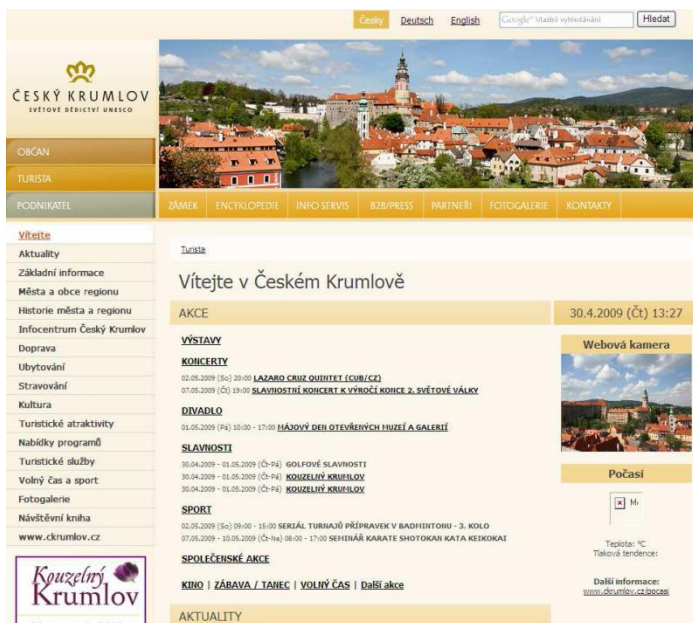 Česky Deutsch English Google™ Vlastní vyhledávání Hledat
ČESKÝ KRUMLOV
SVĚTOVÉ DĚDICTVÍ UNESCO
OBČAN
TURISTA
PODNIKATEL
ZÁMEK ENCYKLOPEDIE INFO SERVIS B2B/PRESS PARTNEŘI FOTOGALERIE KONTAKTY
Vítejte
Aktuality
Základní informace
Města a obce regionu
Historie města a regionu
Infocentrum Český Krumlov
Doprava
Ubytování
Stravování
Kultura
Turistické atraktivity
Nabídky programů
Turistické služby
Volný čas a sport
Fotogalerie
Návštěvní kniha
www.ckrumlov.cz
Kouzelný
Krumlov
Turista
Vítejte v Českém Krumlově
AKCE
VÝSTAVY
KONCERTY
02.05.2009 (So) 20:00 LAZARO CRUZ QUINTET (CUB/CZ)
07.05.2009 (Čt) 19:00 SLAVNOSTNÍ KONCERT K VÝROČÍ KONCE 2. SVĚTOVÉ VÁLKY
DIVADLO
01.05.2009 (Pá) 10:00 - 17:00 MÁJOVÝ DEN OTEVŘENÝCH MUZEÍ A GALERIÍ
SLAVNOSTI
30.04.2009 - 01.05.2009 (Čt-Pá) GOLFOVÉ SLAVNOSTI
30.04.2009 - 01.05.2009 (Čt-Pá) KOUZELNÝ KRUMLOV
30.04.2009 - 01.05.2009 (Čt-Pá) KOUZELNÝ KRUMLOV
SPORT
02.05.2009 (So) 09:00 - 15:00 SERIÁL TURNAJŮ PŘÍPRAVEK V BADMINTONU - 3. KOLO
07.05.2009 - 10.05.2009 (Čt-Ne) 08:00 - 17:00 SEMINÁŘ KARATE SHOTOKAN KATA KEIKOKAI
SPOLEČENSKÉ AKCE
KINO | ZÁBAVA / TANEC | VOLNÝ ČAS | Další akce
AKTUALITY
30.4.2009 (Čt) 13:27
Webová kamera
Počasí
Teplota: °C
Tlaková tendence:
Další informace:
www.ckrumlov.cz/pocasi